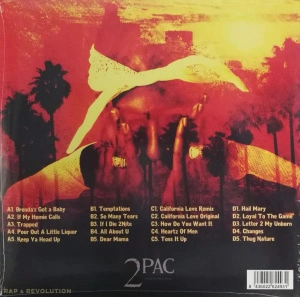 A1. Brenda's Got a Baby
A2. If My Homie Calls
A3. Trapped
A4. Pour Out A Little Liquor
A5. Keep Ya Head Up
B1. Temptations
B2. So Many Tears
B3. If I Die 2Nite
B4. All About U
B5. Dear Mama
C1. California Love Remix
C2. California Love Original
C3. How Do You Want It
C4. Heartz Of Men
C5. Toss It Up
D1. Hail Mary
D2. Loyal To The Game
D3. Letter 2 My Unborn
D4. Changes
D5. Thug Nature
2PAC
RAP & REVOLUTION